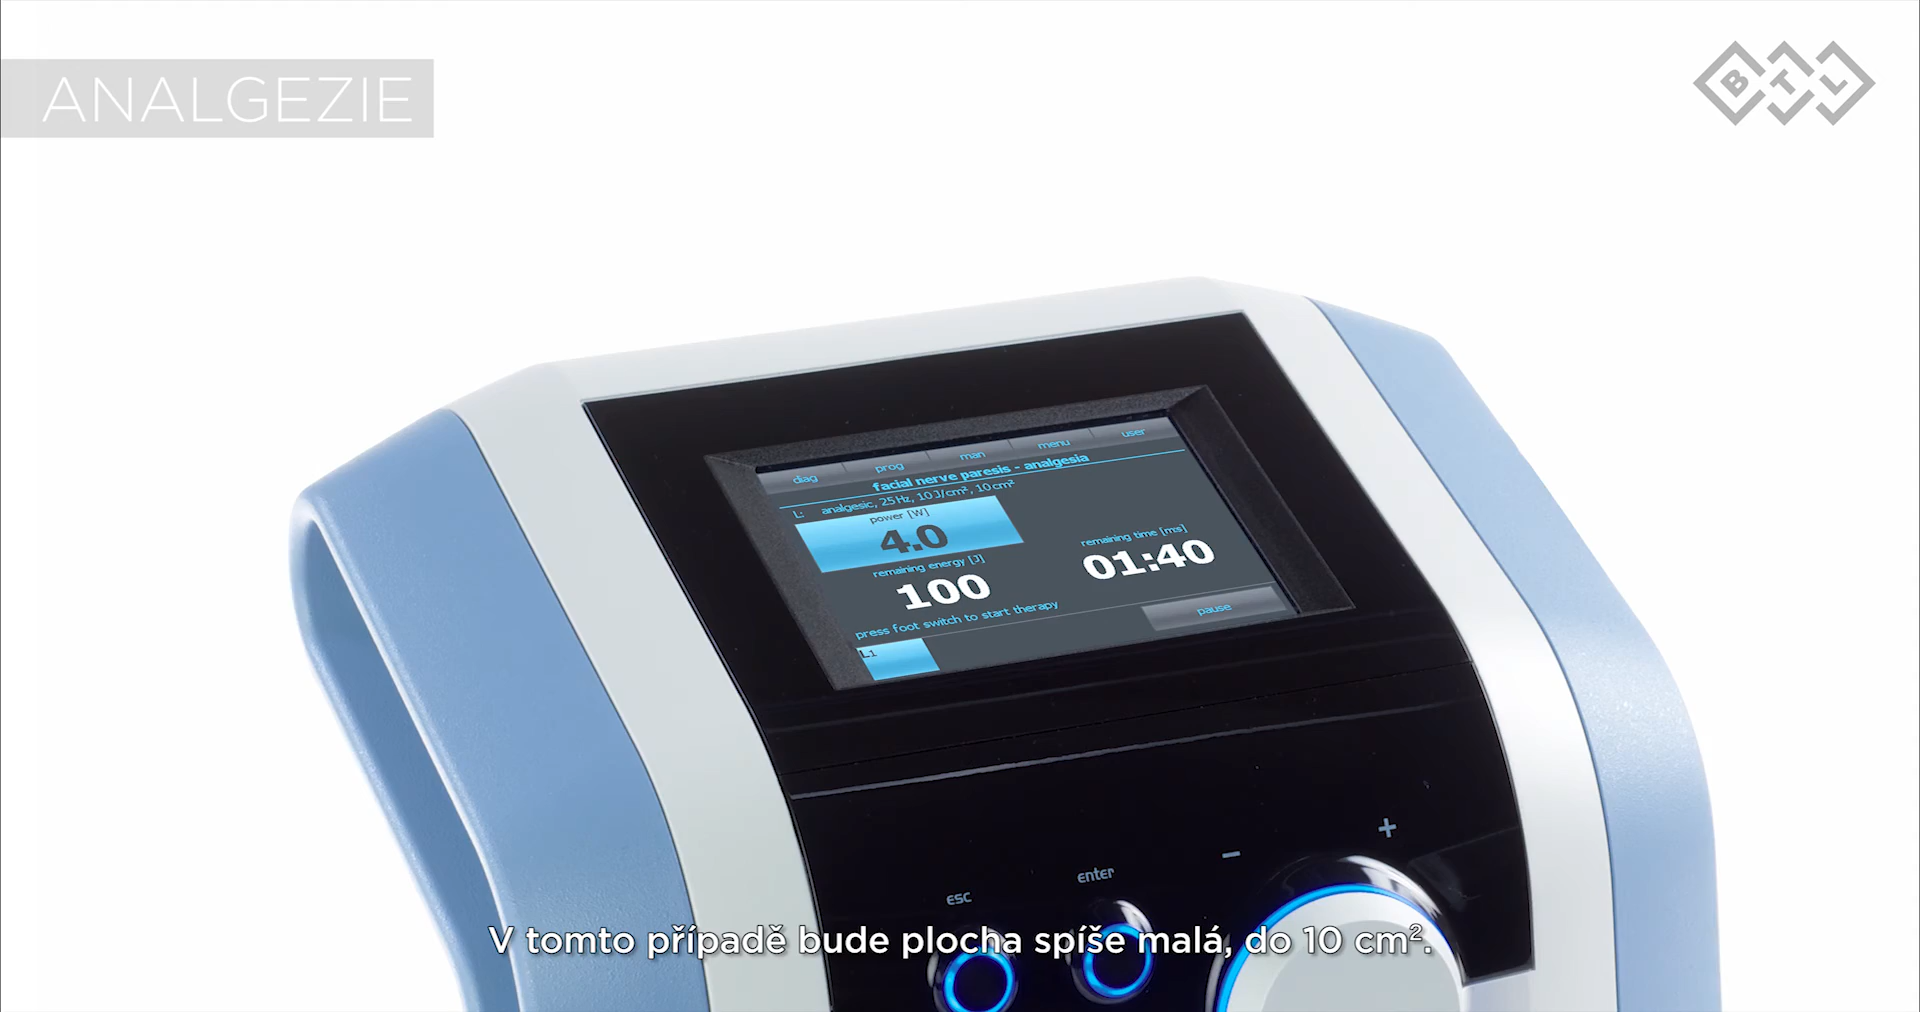 ANALGEZIE
BTL
diag prog man menu user
facial nerve paresis - analgesia
L: analgesic, 25 Hz, 10 J/cm², 10 cm²
power [W]
4.0
remaining energy [J]
100
remaining time [m:s]
01:40
press foot switch to start therapy
pause
L1
esc
enter
−
+
V tomto případě bude plocha spíše malá, do 10 cm².